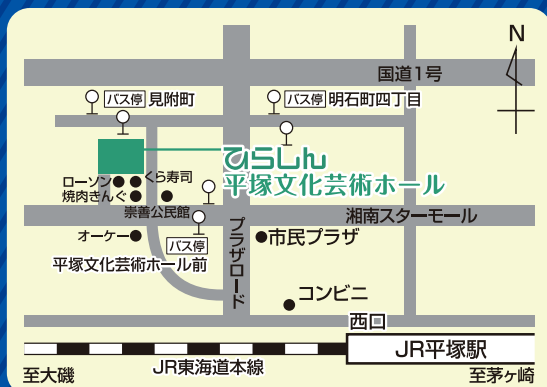 N
国道1号
バス停 見附町
バス停 明石町四丁目
ひらしん
平塚文化芸術ホール
ローソン
くら寿司
焼肉きんぐ
崇善公民館
湘南スターモール
オーケー
バス停
平塚文化芸術ホール前
プラザロード
市民プラザ
コンビニ
西口
JR平塚駅
JR東海道本線
至大磯
至茅ヶ崎